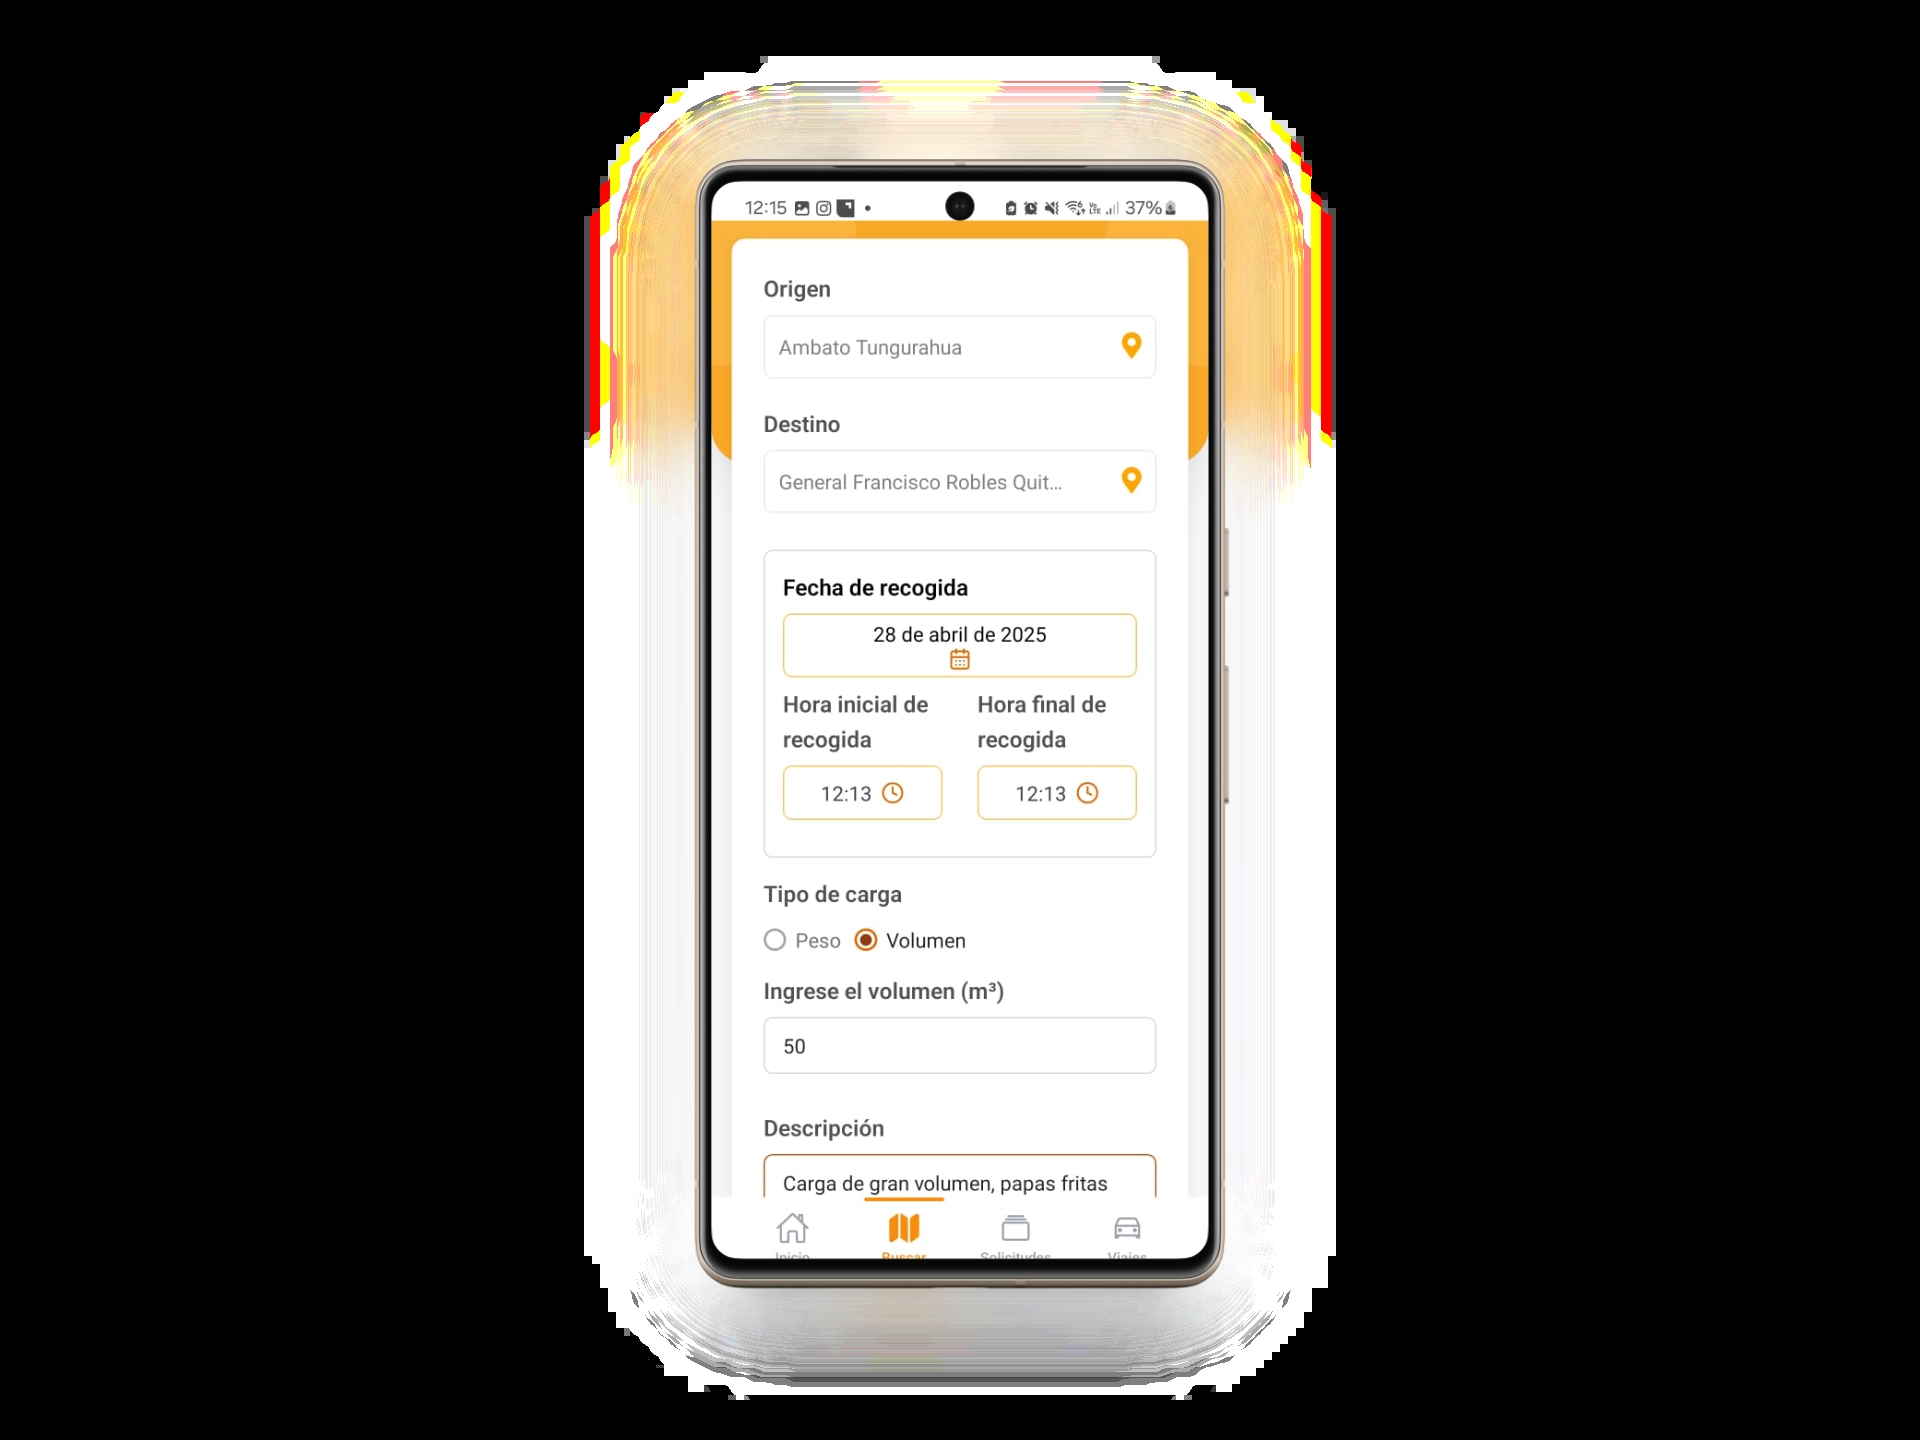 12:15
37%
Origen
Ambato Tungurahua
Destino
General Francisco Robles Quit...
Fecha de recogida
28 de abril de 2025
Hora inicial de
recogida
Hora final de
recogida
12:13
12:13
Tipo de carga
Peso
Volumen
Ingrese el volumen (m³)
50
Descripción
Carga de gran volumen, papas fritas
Inicio
Buscar
Solicitudes
Viajes